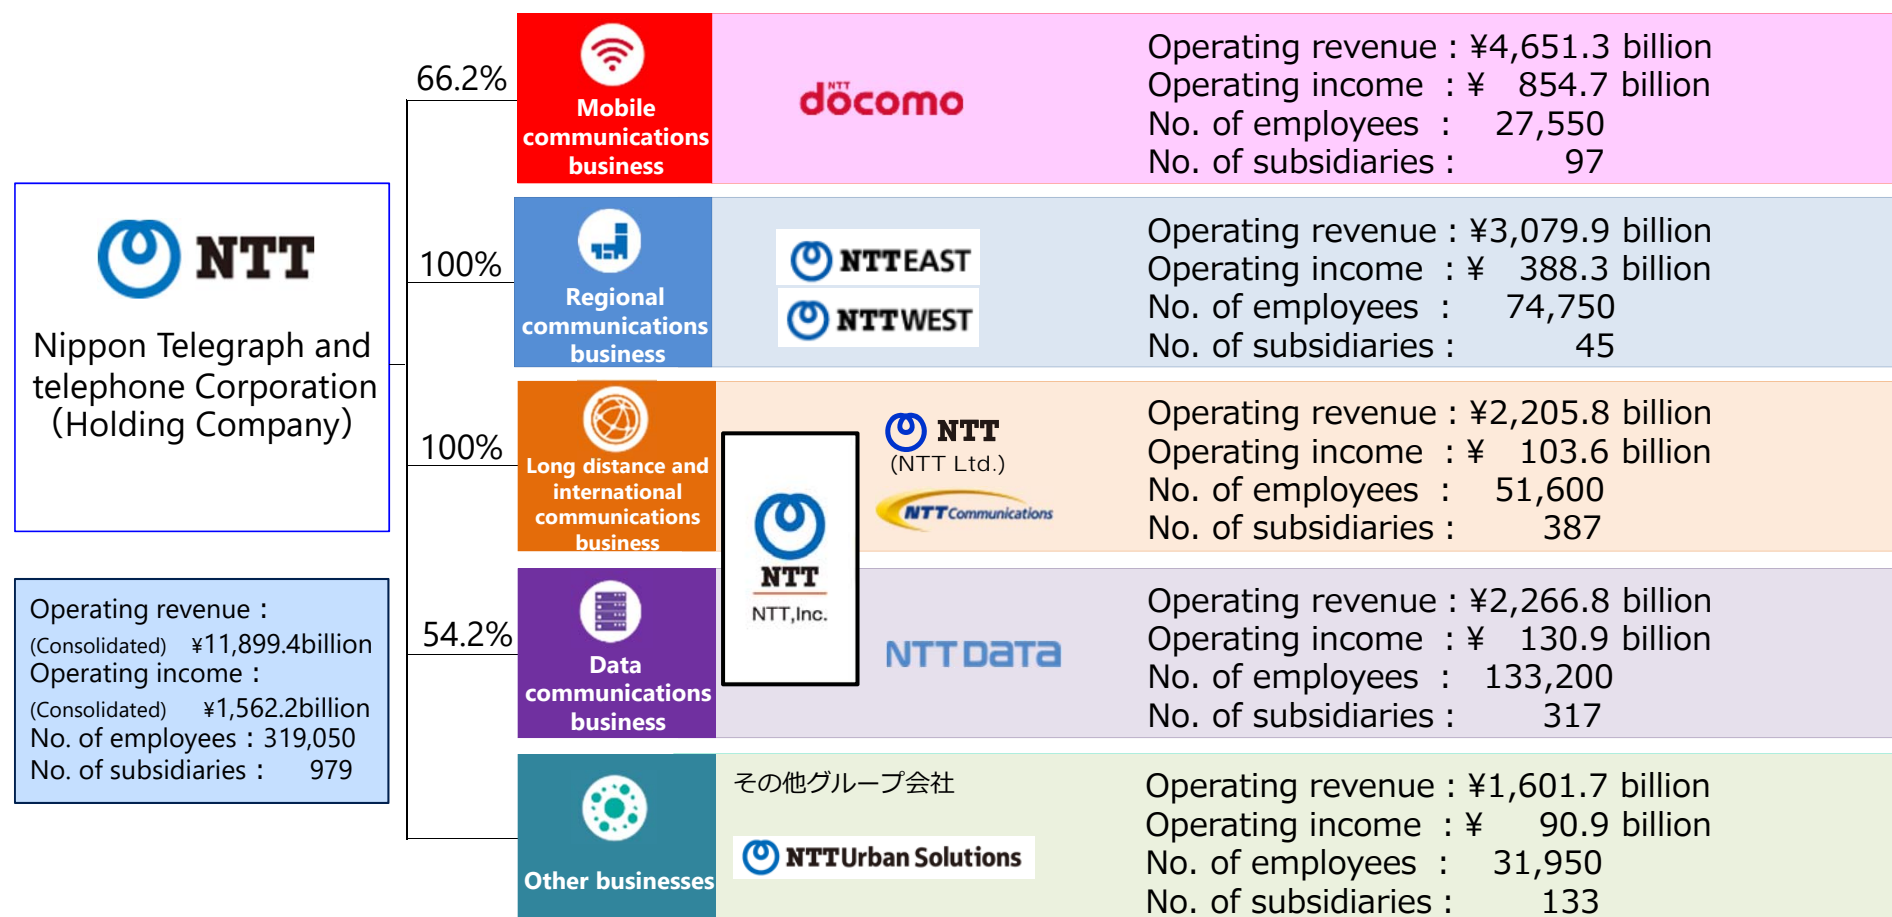 NTT
Nippon Telegraph and
telephone Corporation
（Holding Company）
Operating revenue：
(Consolidated) ¥11,899.4billion
Operating income：
(Consolidated) ¥1,562.2billion
No. of employees：319,050
No. of subsidiaries： 979
66.2%
Mobile
communications
business
NTT
döcomo
Operating revenue : ¥4,651.3 billion
Operating income : ¥ 854.7 billion
No. of employees : 27,550
No. of subsidiaries : 97
100%
Regional
communications
business
NTT EAST
NTT WEST
Operating revenue : ¥3,079.9 billion
Operating income : ¥ 388.3 billion
No. of employees : 74,750
No. of subsidiaries : 45
100%
Long distance and
international
communications
business
NTT
NTT,Inc.
NTT
(NTT Ltd.)
NTT Communications
Operating revenue : ¥2,205.8 billion
Operating income : ¥ 103.6 billion
No. of employees : 51,600
No. of subsidiaries : 387
54.2%
Data
communications
business
NTT DATA
Operating revenue : ¥2,266.8 billion
Operating income : ¥ 130.9 billion
No. of employees : 133,200
No. of subsidiaries : 317
Other businesses
その他グループ会社
NTT Urban Solutions
Operating revenue : ¥1,601.7 billion
Operating income : ¥ 90.9 billion
No. of employees : 31,950
No. of subsidiaries : 133